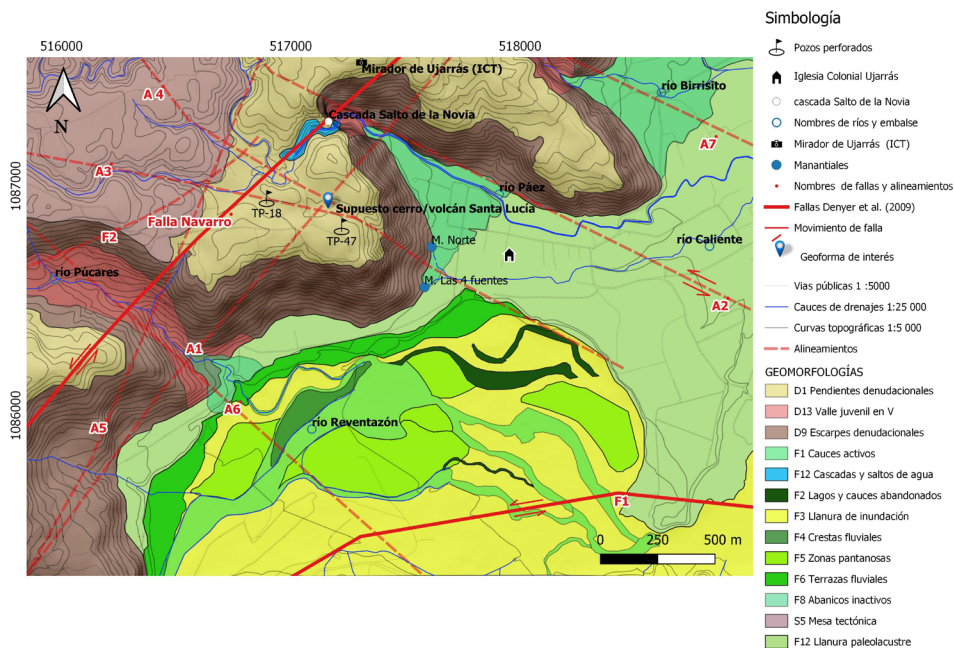 516000
517000
518000
1087000
1086000
N
A 4
Mirador de Ujarrás (ICT)
río Birrisito
Cascada Salto de la Novia
A7
A3
río Páez
TP-18
Supuesto cerro/volcán Santa Lucía
Falla Navarro
F2
TP-47
M. Norte
río Caliente
río Púcares
M. Las 4 fuentes
A2
A1
A6
A5
río Reventazón
F1
0 250 500 m
Simbología
Pozos perforados
Iglesia Colonial Ujarrás
cascada Salto de la Novia
Nombres de ríos y embalse
Mirador de Ujarrás (ICT)
Manantiales
Nombres de fallas y alineamientos
Fallas Denyer et al. (2009)
Movimiento de falla
Geoforma de interés
Vias públicas 1 :5000
Cauces de drenajes 1:25 000
Curvas topográficas 1:5 000
Alineamientos
GEOMORFOLOGÍAS
D1 Pendientes denudacionales
D13 Valle juvenil en V
D9 Escarpes denudacionales
F1 Cauces activos
F12 Cascadas y saltos de agua
F2 Lagos y cauces abandonados
F3 Llanura de inundación
F4 Crestas fluviales
F5 Zonas pantanosas
F6 Terrazas fluviales
F8 Abanicos inactivos
S5 Mesa tectónica
F12 Llanura paleolacustre